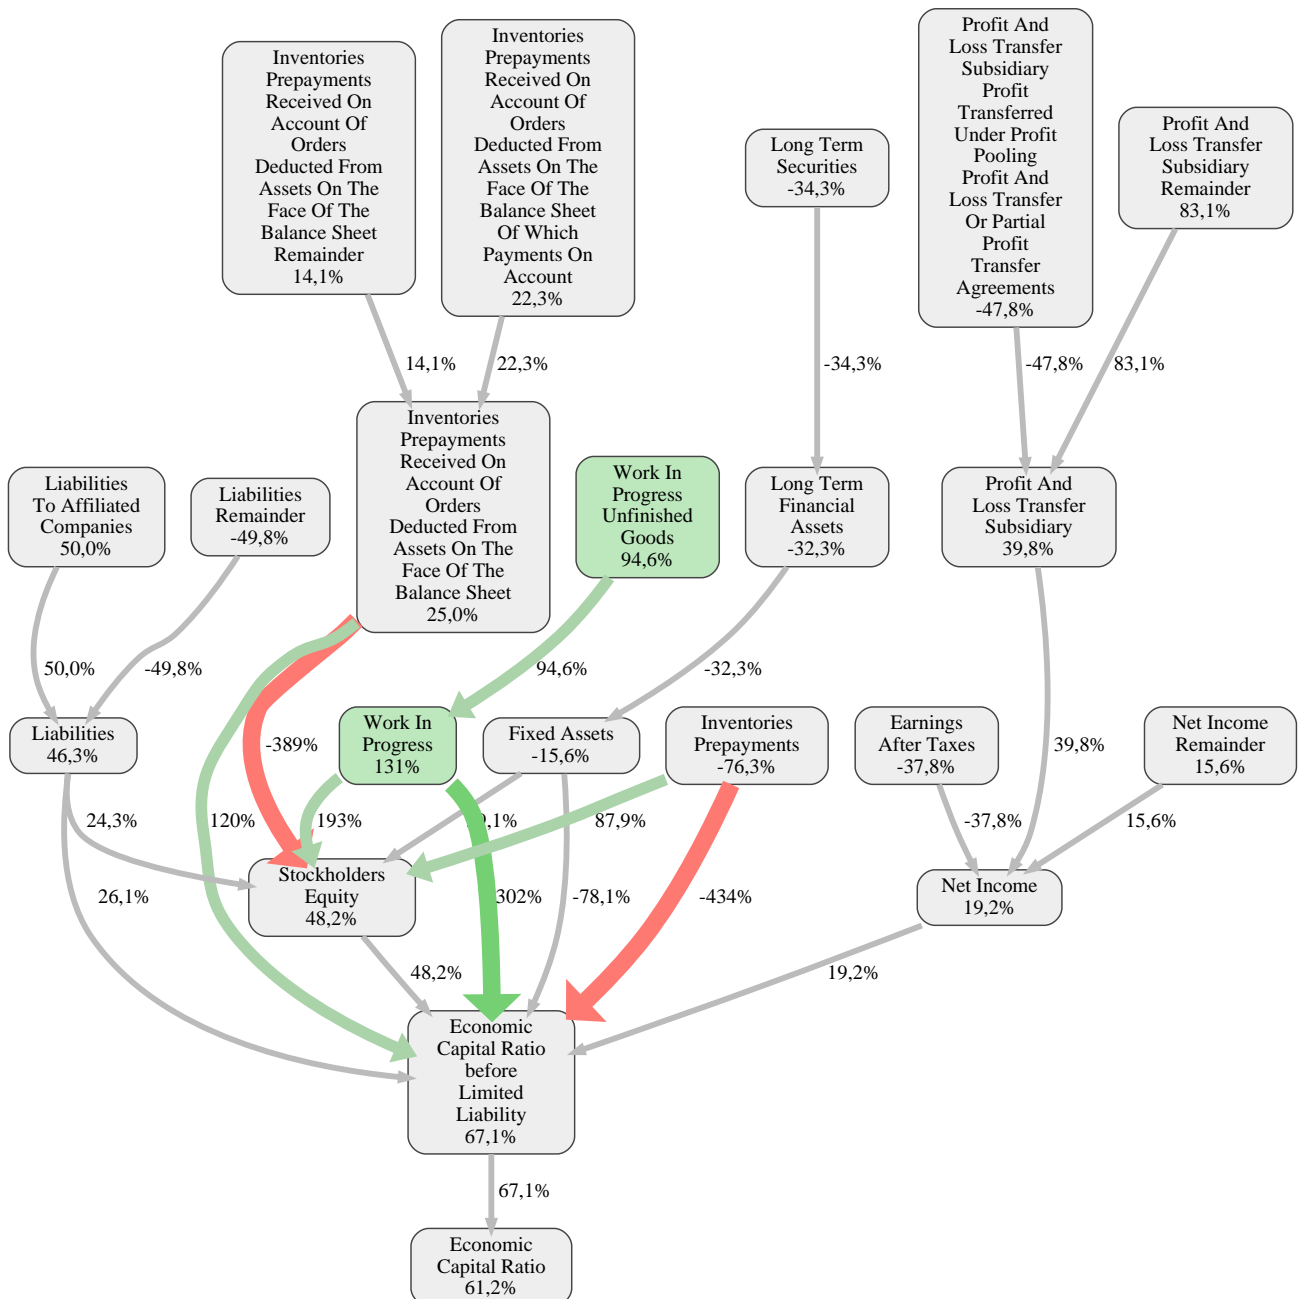 Inventories
Prepayments
Received On
Account Of
Orders
Deducted From
Assets On The
Face Of The
Balance Sheet
Remainder
14,1%
Inventories
Prepayments
Received On
Account Of
Orders
Deducted From
Assets On The
Face Of The
Balance Sheet
Of Which
Payments On
Account
22,3%
Long Term
Securities
-34,3%
Profit And
Loss Transfer
Subsidiary
Profit
Transferred
Under Profit
Pooling
Profit And
Loss Transfer
Or Partial
Profit
Transfer
Agreements
-47,8%
Profit And
Loss Transfer
Subsidiary
Remainder
83,1%
14,1%
22,3%
-34,3%
-47,8%
83,1%
Liabilities
To Affiliated
Companies
50,0%
Liabilities
Remainder
-49,8%
Inventories
Prepayments
Received On
Account Of
Orders
Deducted From
Assets On The
Face Of The
Balance Sheet
25,0%
Work In
Progress
Unfinished
Goods
94,6%
Long Term
Financial
Assets
-32,3%
Profit And
Loss Transfer
Subsidiary
39,8%
50,0%
-49,8%
94,6%
-32,3%
Liabilities
46,3%
-389%
Work In
Progress
131%
Fixed Assets
-15,6%
Inventories
Prepayments
-76,3%
Earnings
After Taxes
-37,8%
39,8%
Net Income
Remainder
15,6%
24,3%
120%
193%
87,9%
-37,8%
15,6%
Stockholders
Equity
48,2%
26,1%
302%
-78,1%
-434%
Net Income
19,2%
48,2%
19,2%
Economic
Capital Ratio
before
Limited
Liability
67,1%
67,1%
Economic
Capital Ratio
61,2%